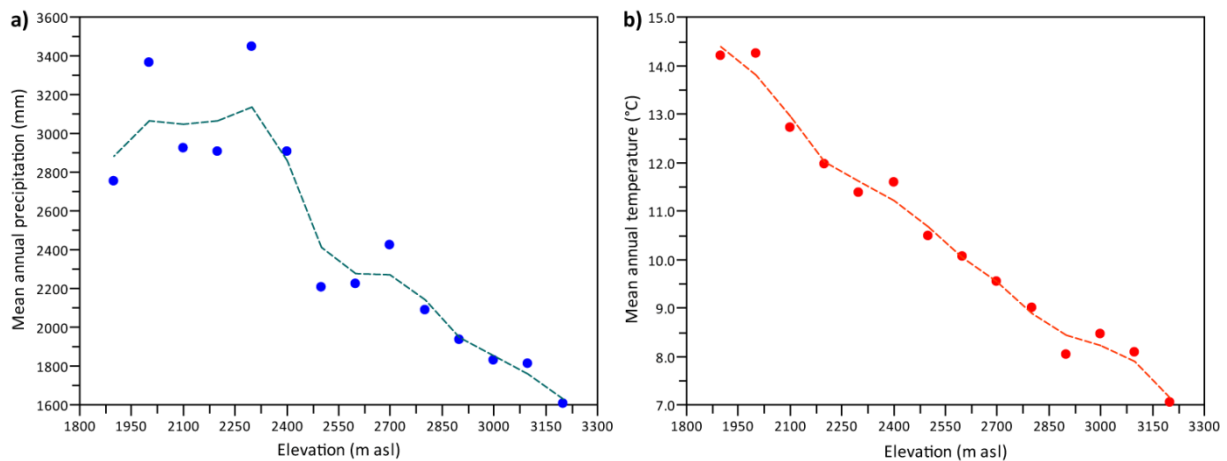 a)
Mean annual precipitation (mm)
3600
3400
3200
3000
2800
2600
2400
2200
2000
1800
1600
1800 1950 2100 2250 2400 2550 2700 2850 3000 3150 3300
Elevation (m asl)
b)
Mean annual temperature (°C)
15.0
14.0
13.0
12.0
11.0
10.0
9.0
8.0
7.0
1800 1950 2100 2250 2400 2550 2700 2850 3000 3150 3300
Elevation (m asl)